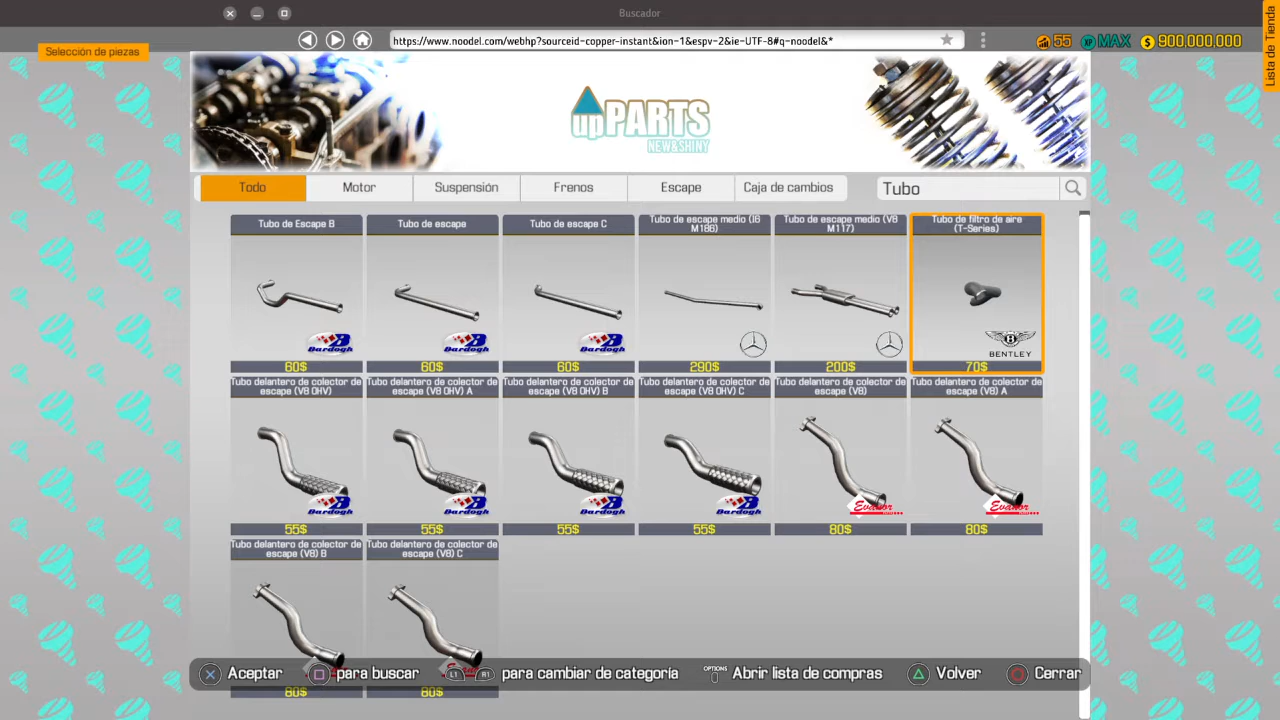 Buscador
Lista de Tienda
Selección de piezas
https://www.noodel.com/webhp?sourceid-copper-instant&ion-1&espv-2&ie-UTF-8#q-noodel&*
55
XP MAX
$ 900,000,000
upPARTS
NEW&SHINY
Todo
Motor
Suspensión
Frenos
Escape
Caja de cambios
Tubo
Tubo de Escape B
Tubo de escape
Tubo de escape C
Tubo de escape medio (I6
M186)
Tubo de escape medio (V8
M117)
Tubo de filtro de aire
(T-Series)
Bardogh
Bardogh
Bardogh
B
BENTLEY
60$
60$
60$
290$
200$
70$
Tubo delantero de colector de
escape (V8 OHV)
Tubo delantero de colector de
escape (V8 OHV) A
Tubo delantero de colector de
escape (V8 OHV) B
Tubo delantero de colector de
escape (V8 OHV) C
Tubo delantero de colector de
escape (V8)
Tubo delantero de colector de
escape (V8) A
Bardogh
Bardogh
Bardogh
Bardogh
Evanor
Evanor
55$
55$
55$
55$
80$
80$
Tubo delantero de colector de
escape (V8) B
Tubo delantero de colector de
escape (V8) C
Aceptar
para buscar
L1 R1 para cambiar de categoría
OPTIONS Abrir lista de compras
Volver
Cerrar
80$
80$